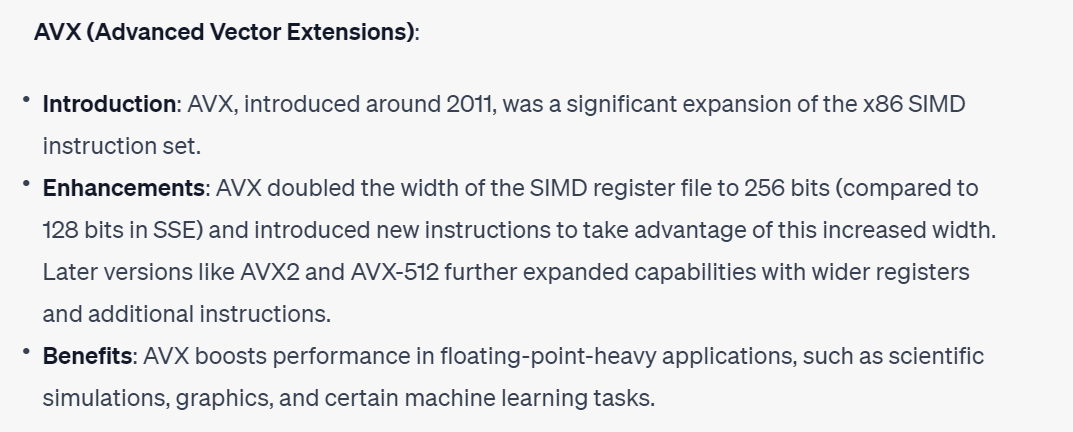 AVX (Advanced Vector Extensions):
• Introduction: AVX, introduced around 2011, was a significant expansion of the x86 SIMD
instruction set.
• Enhancements: AVX doubled the width of the SIMD register file to 256 bits (compared to
128 bits in SSE) and introduced new instructions to take advantage of this increased width.
Later versions like AVX2 and AVX-512 further expanded capabilities with wider registers
and additional instructions.
• Benefits: AVX boosts performance in floating-point-heavy applications, such as scientific
simulations, graphics, and certain machine learning tasks.